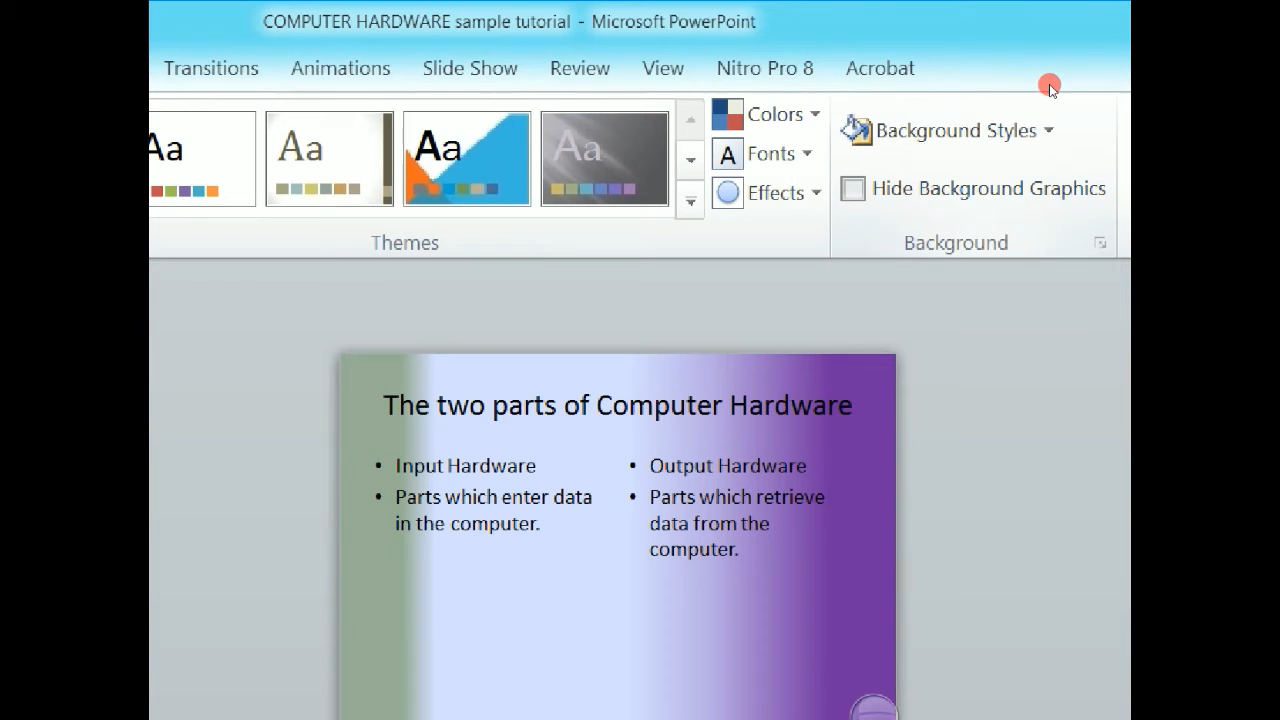 COMPUTER HARDWARE sample tutorial - Microsoft PowerPoint
Transitions Animations Slide Show Review View Nitro Pro 8 Acrobat
Aa Aa Aa Aa
Colors
Fonts
Effects
Background Styles
Hide Background Graphics
Themes
Background
The two parts of Computer Hardware
• Input Hardware
• Parts which enter data
in the computer.
• Output Hardware
• Parts which retrieve
data from the
computer.